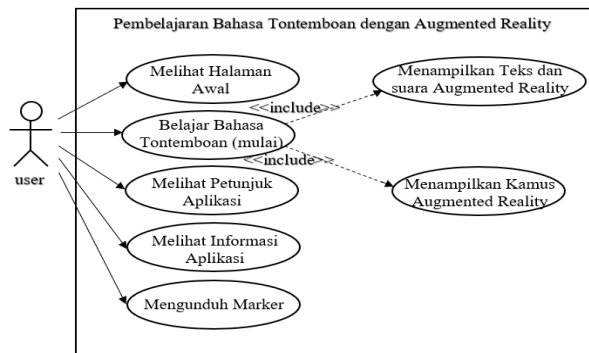 Pembelajaran Bahasa Tontemboan dengan Augmented Reality
Melihat Halaman
Awal
<<include>>
Menampilkan Teks dan
suara Augmented Reality
Belajar Bahasa
Tontemboan (mulai)
<<include>>
user
Melihat Petunjuk
Aplikasi
Menampilkan Kamus
Augmented Reality
Melihat Informasi
Aplikasi
Mengunduh Marker